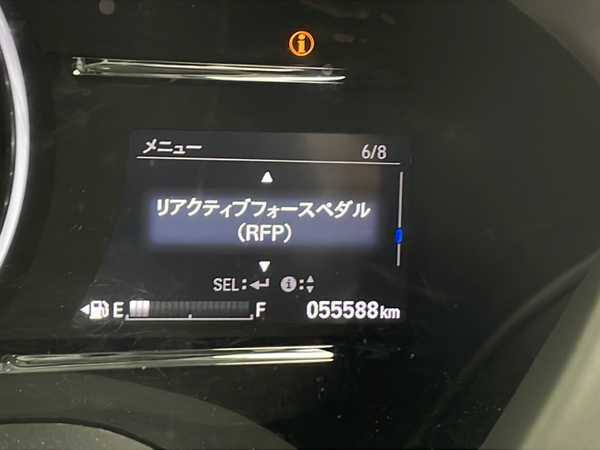 メニュー 6/8
リアクティブフォースペダル
(RFP)
SEL:↵ i:
E F 055588km